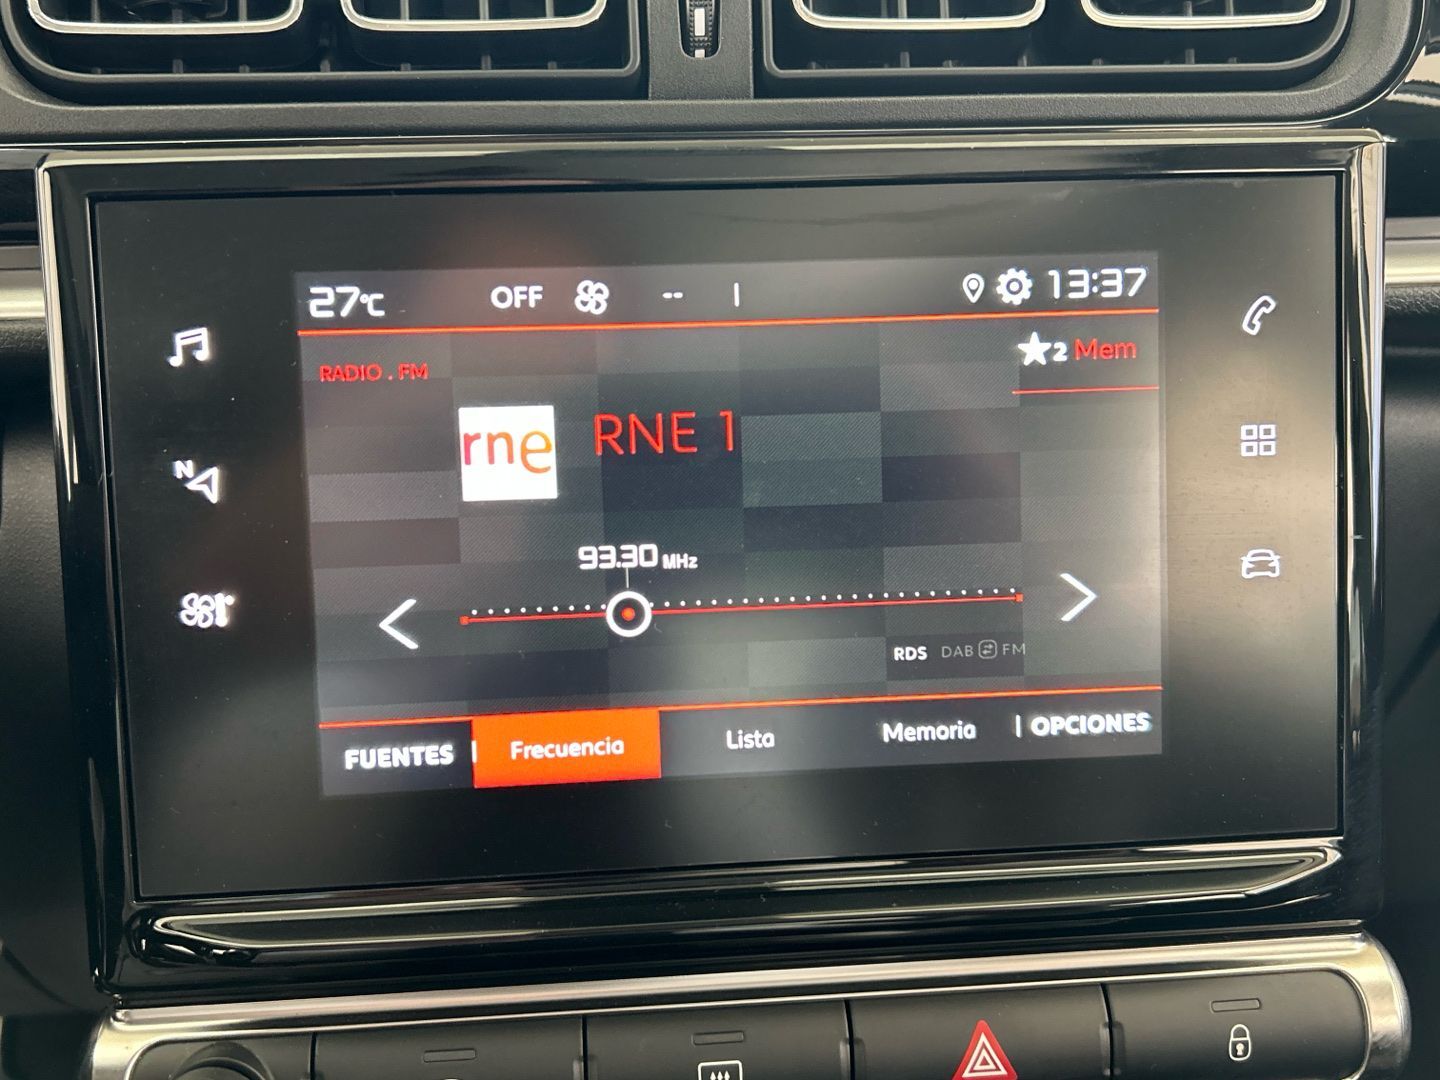 27°C OFF -- 13:37
2 Mem
RADIO . FM
rne RNE 1
N
93.30 MHz
RDS DAB FM
FUENTES Frecuencia Lista Memoria OPCIONES